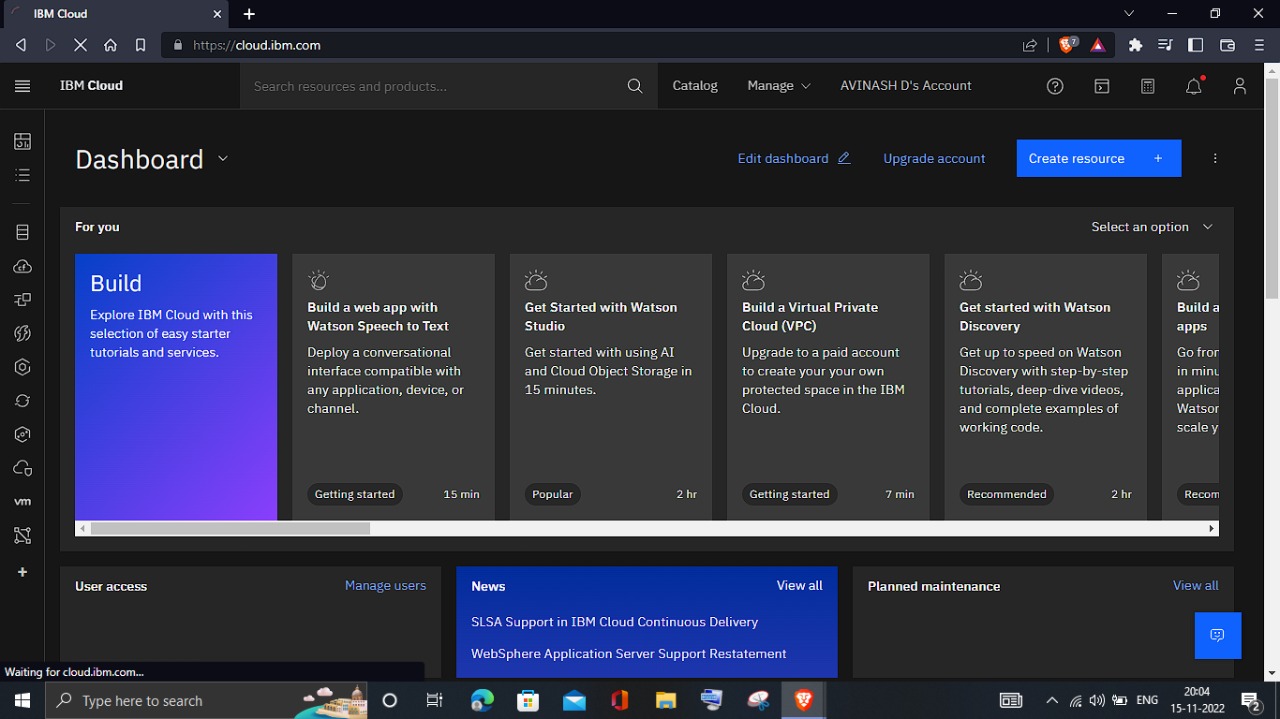 IBM Cloud
https://cloud.ibm.com
7
IBM Cloud
Search resources and products...
Catalog
Manage
AVINASH D's Account
Dashboard
Edit dashboard
Upgrade account
Create resource +
For you
Select an option
Build
Explore IBM Cloud with this
selection of easy starter
tutorials and services.
Build a web app with
Watson Speech to Text
Deploy a conversational
interface compatible with
any application, device, or
channel.
Getting started
15 min
Get Started with Watson
Studio
Get started with using AI
and Cloud Object Storage in
15 minutes.
Popular
2 hr
Build a Virtual Private
Cloud (VPC)
Upgrade to a paid account
to create your your own
protected space in the IBM
Cloud.
Getting started
7 min
Get started with Watson
Discovery
Get up to speed on Watson
Discovery with step-by-step
tutorials, deep-dive videos,
and complete examples of
working code.
Recommended
2 hr
Build a
apps
Go from
in minu
applica
Watson
scale y
Recom
vm
User access
Manage users
News
View all
SLSA Support in IBM Cloud Continuous Delivery
WebSphere Application Server Support Restatement
Planned maintenance
View all
Waiting for cloud.ibm.com...
Type here to search
ENG
20:04
15-11-2022
2